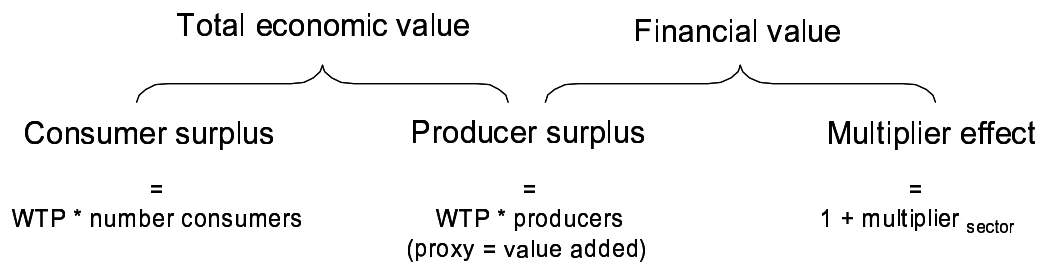 Total economic value Financial value
Consumer surplus Producer surplus Multiplier effect
= = =
WTP * number consumers WTP * producers 1 + multiplier sector
(proxy = value added)